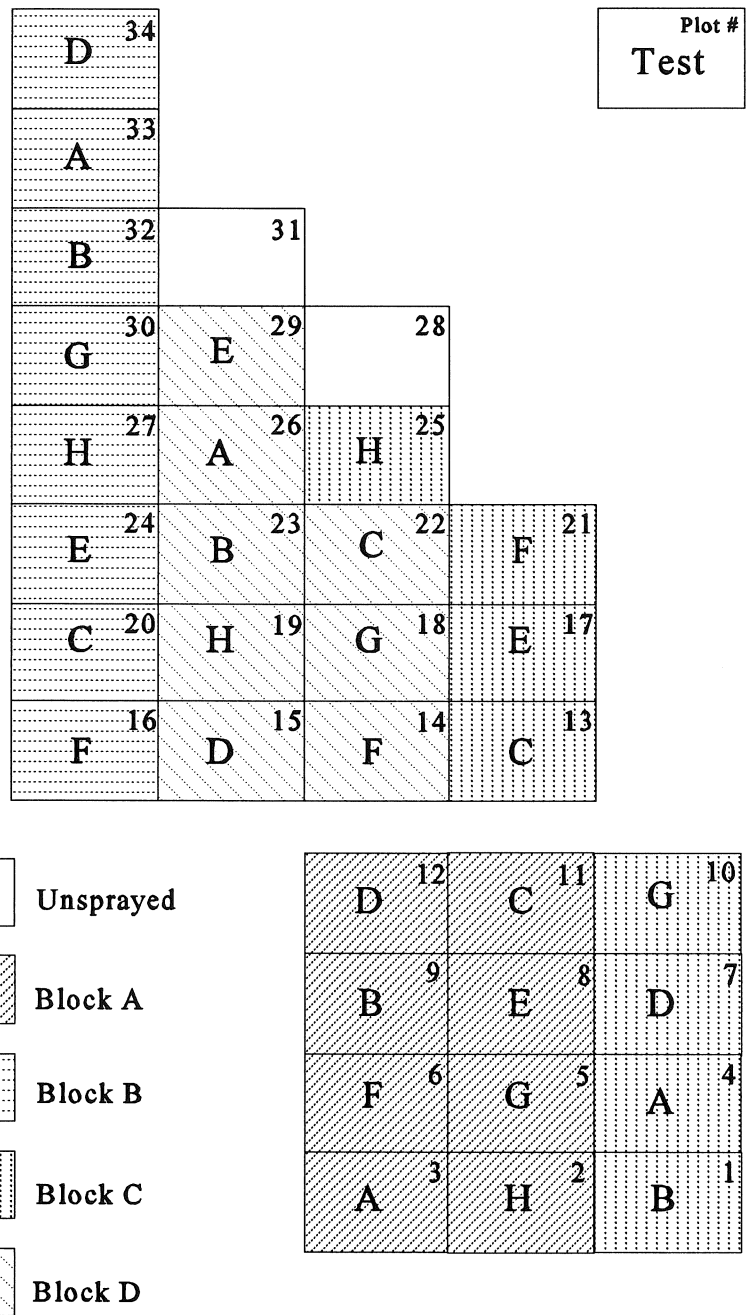 34
D
Plot #
Test
33
A
32
B
31
30
G
29
E
28
27
H
26
A
25
H
24
E
23
B
22
C
21
F
20
C
19
H
18
G
17
E
16
F
15
D
14
F
13
C
12
D
11
C
10
G
9
B
8
E
7
D
6
F
5
G
4
A
3
A
2
H
1
B
Unsprayed
Block A
Block B
Block C
Block D